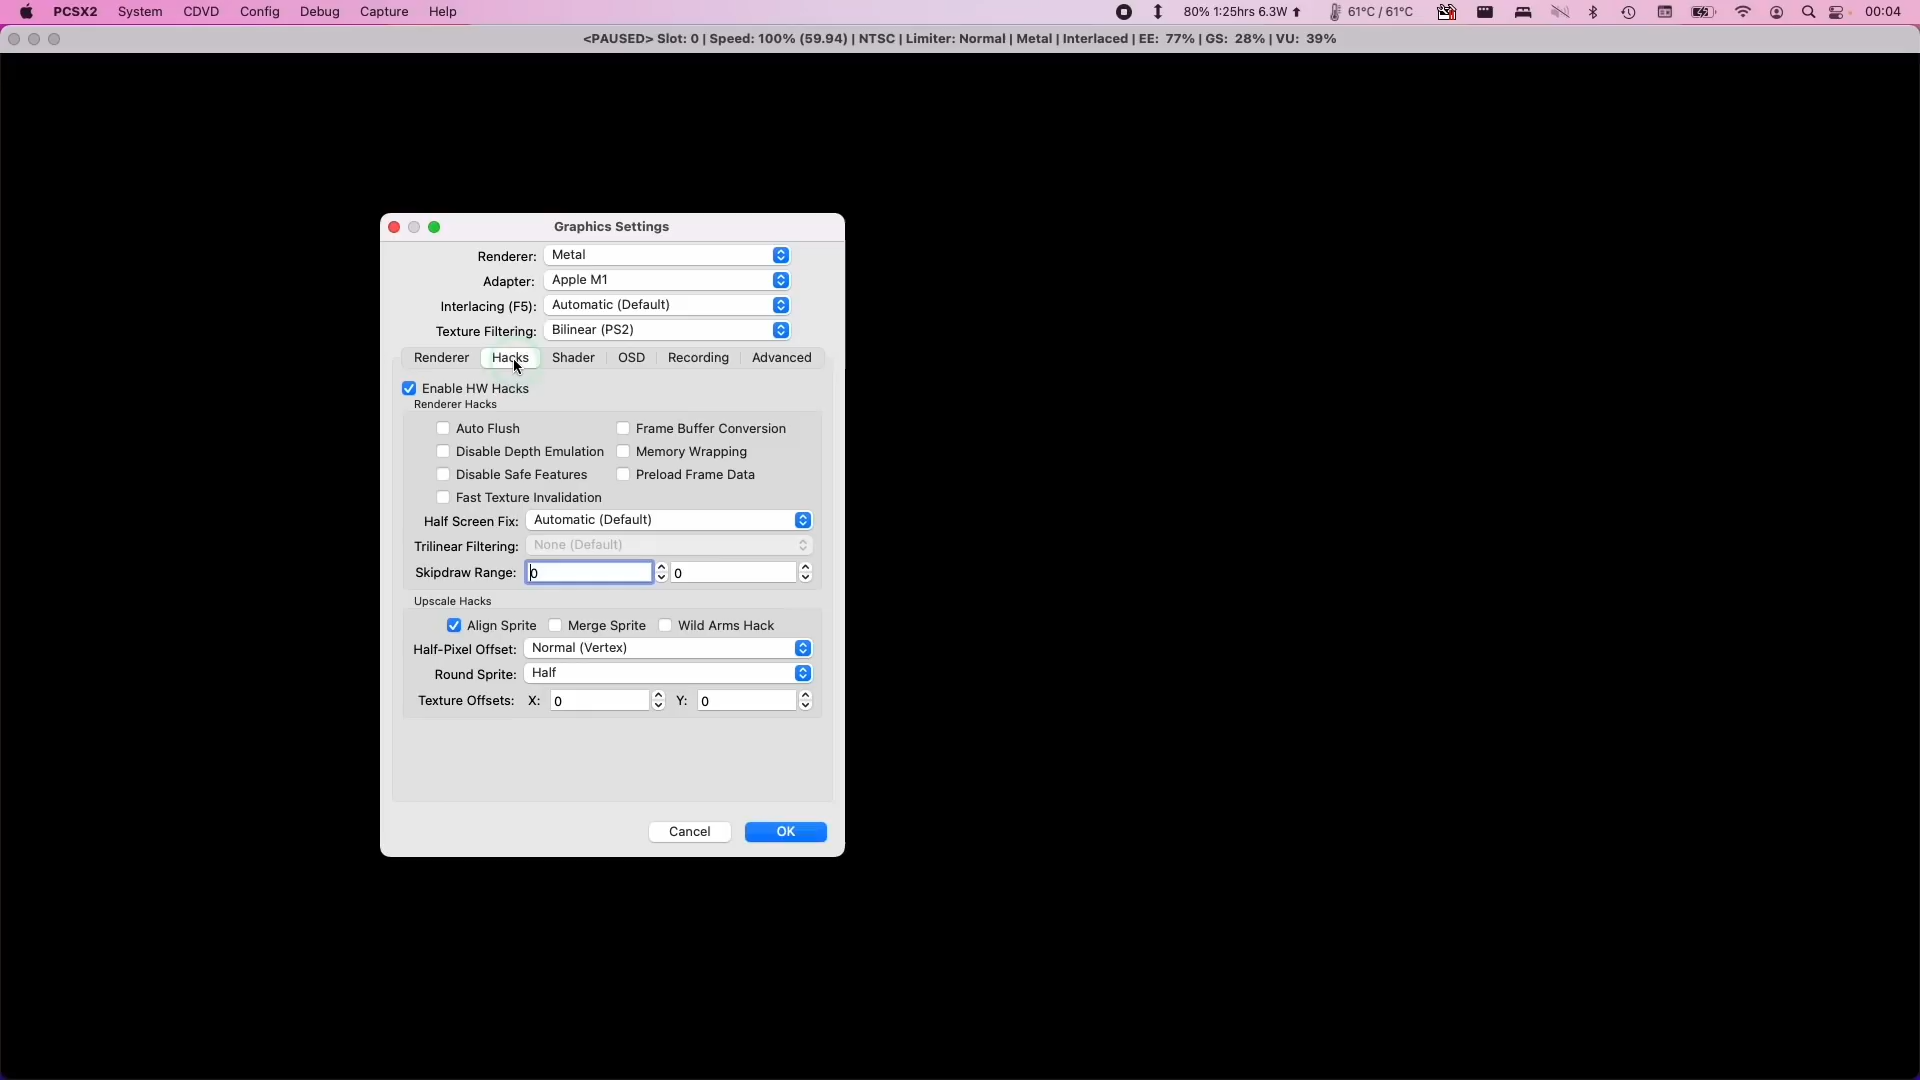 PCSX2 System CDVD Config Debug Capture Help 80% 1:25hrs 6.3W 61°C / 61°C 00:04
<PAUSED> Slot: 0 | Speed: 100% (59.94) | NTSC | Limiter: Normal | Metal | Interlaced | EE: 77% | GS: 28% | VU: 39%
Graphics Settings
Renderer: Metal
Adapter: Apple M1
Interlacing (F5): Automatic (Default)
Texture Filtering: Bilinear (PS2)
Renderer Hacks Shader OSD Recording Advanced
Enable HW Hacks
Renderer Hacks
Auto Flush Frame Buffer Conversion
Disable Depth Emulation Memory Wrapping
Disable Safe Features Preload Frame Data
Fast Texture Invalidation
Half Screen Fix: Automatic (Default)
Trilinear Filtering: None (Default)
Skipdraw Range: 0 0
Upscale Hacks
Align Sprite Merge Sprite Wild Arms Hack
Half-Pixel Offset: Normal (Vertex)
Round Sprite: Half
Texture Offsets: X: 0 Y: 0
Cancel OK